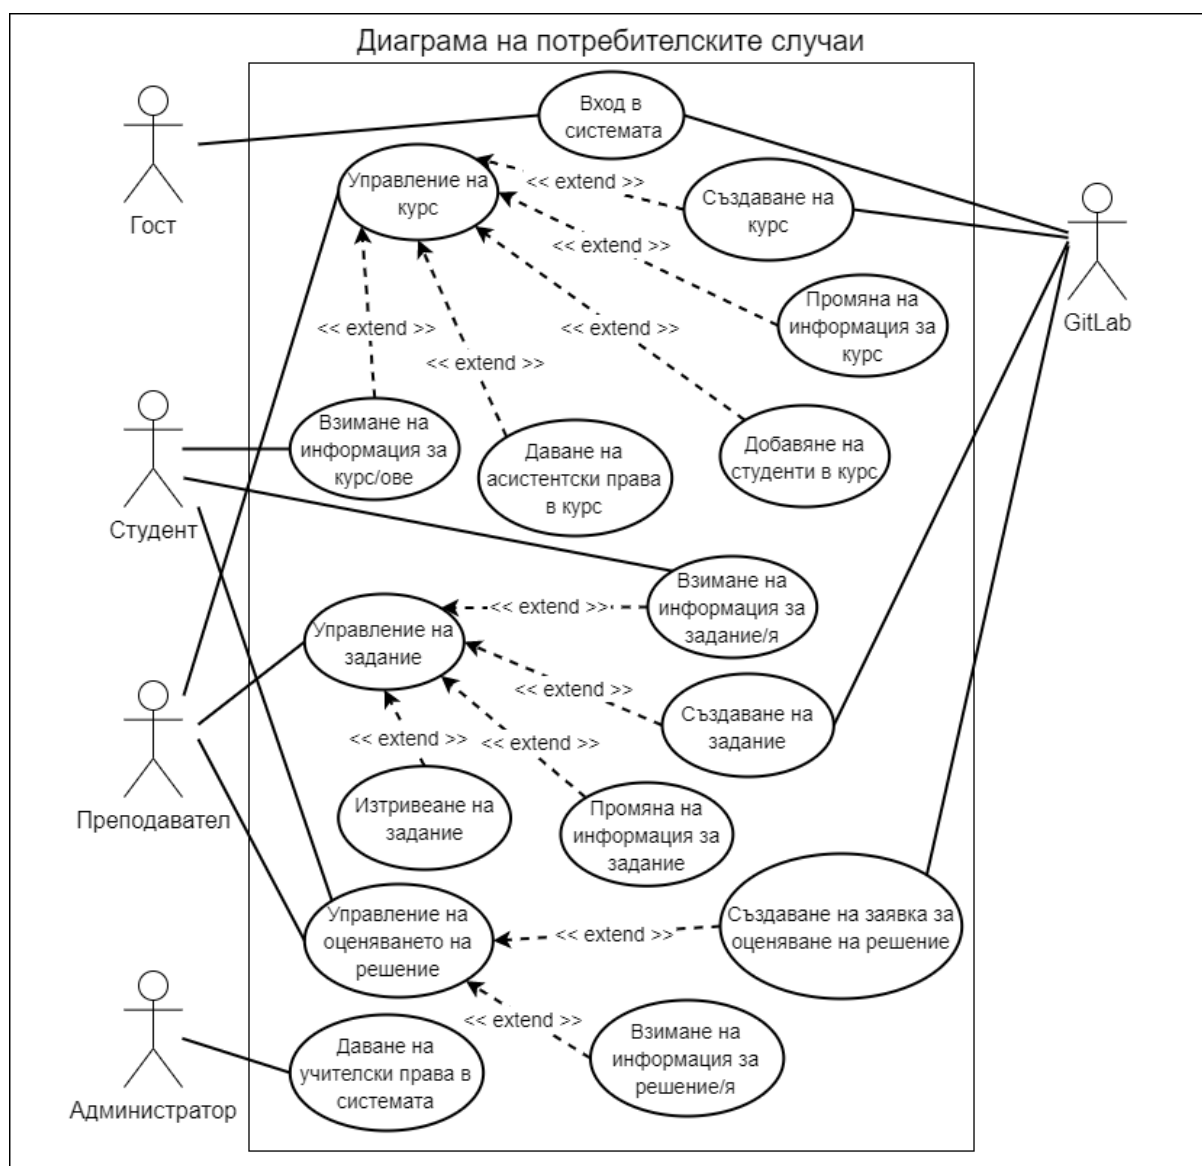 Диаграма на потребителските случаи
Вход в
системата
Гост
Управление на
курс
<< extend >>
Създаване на
курс
<< extend >>
GitLab
Промяна на
информация за
курс
<< extend >>
<< extend >>
<< extend >>
Взимане на
информация за
курс/ове
Даване на
асистентски права
в курс
Добавяне на
студенти в курс
Студент
Взимане на
информация за
задание/я
<< extend >>
Управление на
задание
<< extend >>
Създаване на
задание
<< extend >>
<< extend >>
Преподавател
Изтривеане на
задание
Промяна на
информация за
задание
Управление на
оценяването на
решение
<< extend >>
Създаване на заявка за
оценяване на решение
<< extend >>
Взимане на
информация за
решение/я
Даване на
учителски права в
системата
Администратор